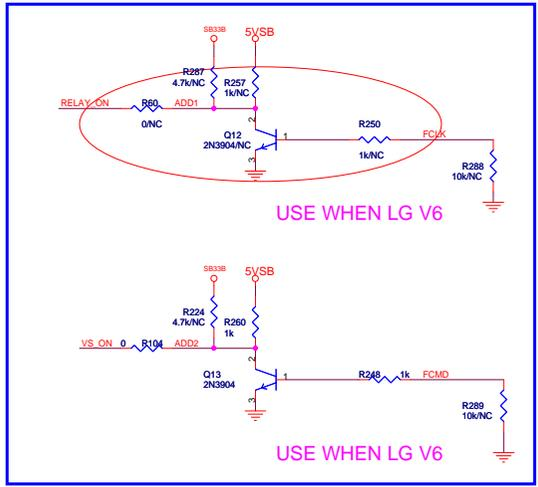 SB33B
5VSB
R287
4.7k/NC
R257
1k/NC
RELAY_ON
R60
ADD1
0/NC
Q12
2N3904/NC
2
1
3
R250
1k/NC
FCLK
R288
10k/NC
USE WHEN LG V6
SB33B
5VSB
R224
4.7k/NC
R260
1k
VS_ON
0
R104
ADD2
Q13
2N3904
2
1
3
R248
1k
FCMD
R289
10k/NC
USE WHEN LG V6